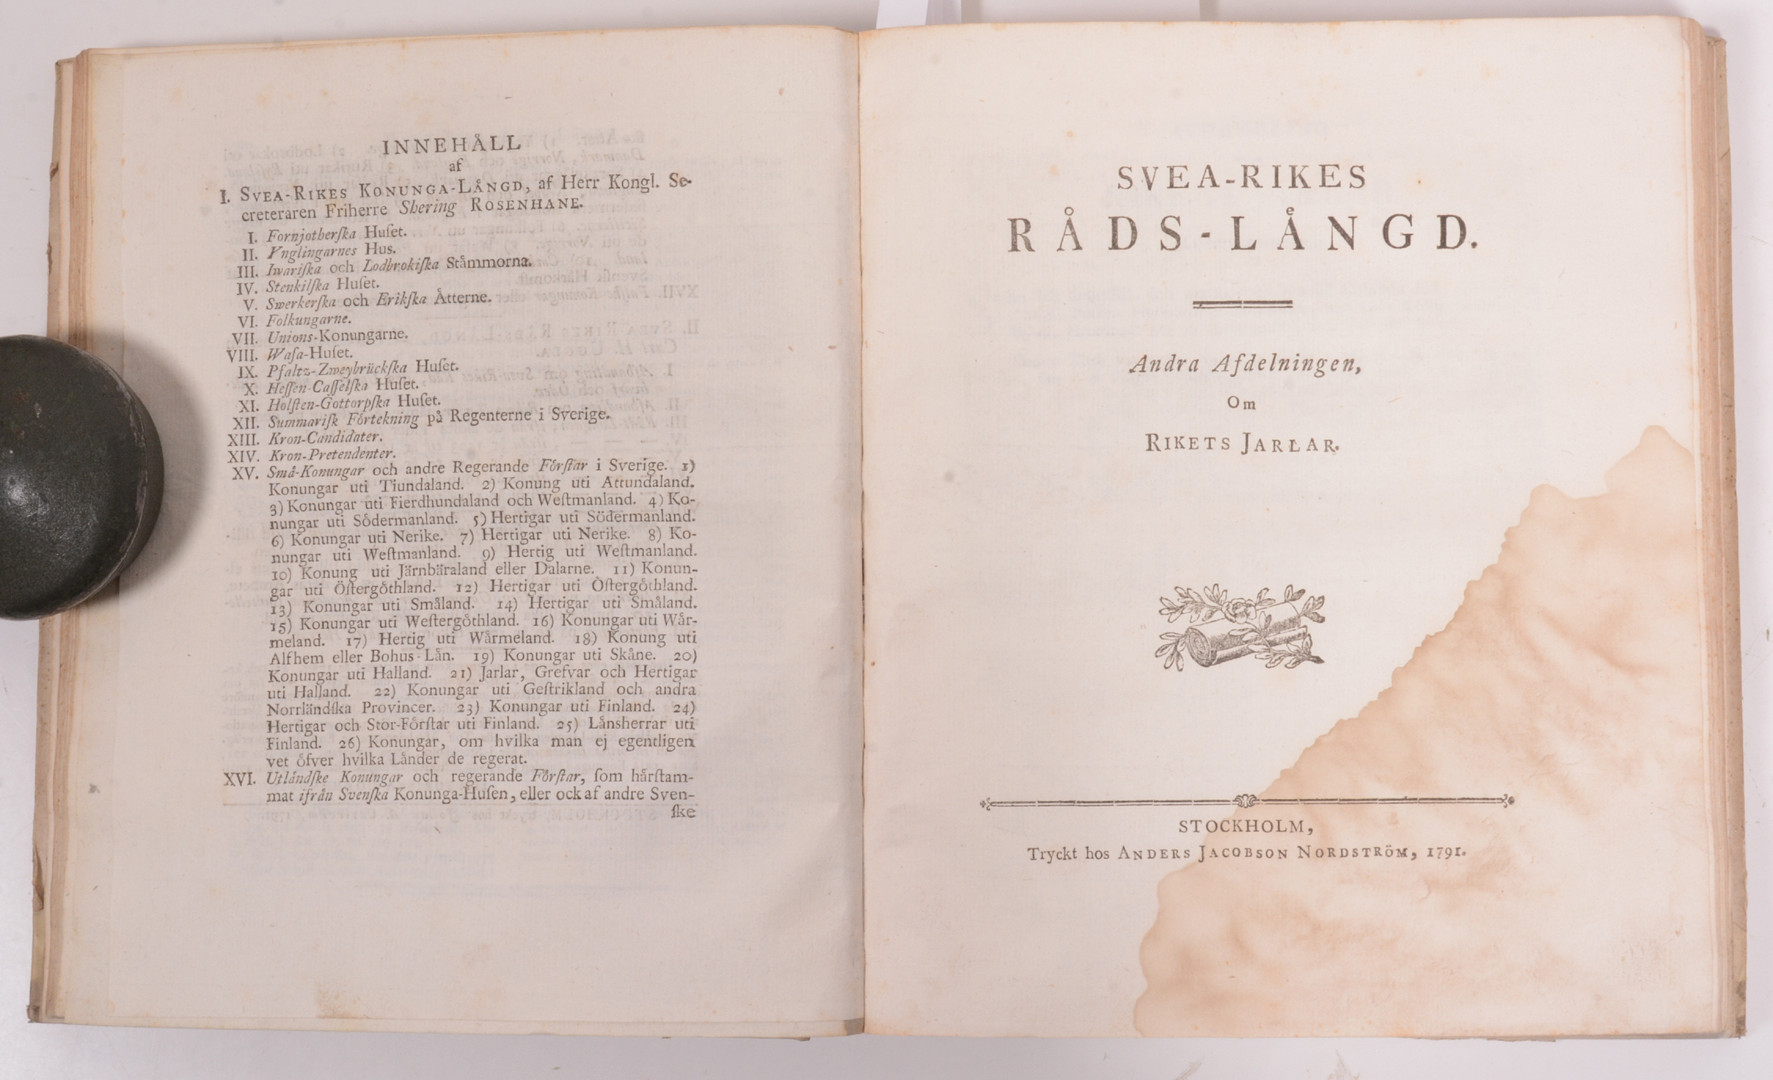 INNEHÅLL
af
I. SVEA-RIKES KONUNGA-LÅNGD, af Herr Kongl. Se-
creteraren Friherre Shering ROSENHANE.
I. Fornjotherſka Huſet.
II. Ynglingarnes Hus.
III. Iwariſka och Lodbrokiſka Ståmmorna.
IV. Stenkilſka Huſet.
V. Swerkerſka och Erikſka Åtterne.
VI. Folkungarne.
VII. Unions-Konungarne.
VIII. Waſa-Huſet.
IX. Pfaltz-Zweybrückſka Huſet.
X. Heſſen-Caſſelſka Huſet.
XI. Holſten-Gottorpſka Huſet.
XII. Summariſk Förtekning på Regenterne i Sverige.
XIII. Kron-Candidater.
XIV. Kron-Pretendenter.
XV. Små-Konungar och andre Regerande Förſtar i Sverige. 1)
Konungar uti Tiundaland. 2) Konung uti Attundaland.
3) Konungar uti Fierdhundaland och Weſtmanland. 4) Ko-
nungar uti Södermanland. 5) Hertigar uti Södermanland.
6) Konungar uti Nerike. 7) Hertigar uti Nerike. 8) Ko-
nungar uti Weſtmanland. 9) Hertig uti Weſtmanland.
10) Konung uti Järnbäraland eller Dalarne. 11) Konun-
gar uti Öſtergöthland. 12) Hertigar uti Öſtergöthland.
13) Konungar uti Småland. 14) Hertigar uti Småland.
15) Konungar uti Weſtergöthland. 16) Konungar uti Wår-
meland. 17) Hertig uti Wårmeland. 18) Konung uti
Alfhem eller Bohus-Lån. 19) Konungar uti Skåne. 20)
Konungar uti Halland. 21) Jarlar, Grefvar och Hertigar
uti Halland. 22) Konungar uti Geſtrikland och andra
Norrländſka Provincer. 23) Konungar uti Finland. 24)
Hertigar och Stor-Förſtar uti Finland. 25) Lånsherrar uti
Finland. 26) Konungar, om hvilka man ej egentligen
vet öfver hvilka Långder de regerat.
XVI. Utländſke Konungar och regerande Förſtar, ſom hårſtam-
mat ifrån Svenſka Konunga-Huſen, eller ock af andre Sven-
ſke
SVEA-RIKES
RÅDS-LÅNGD.
Andra Afdelningen,
Om
RIKETS JARLAR.
STOCKHOLM,
Tryckt hos ANDERS JACOBSON NORDSTRÖM, 1791.